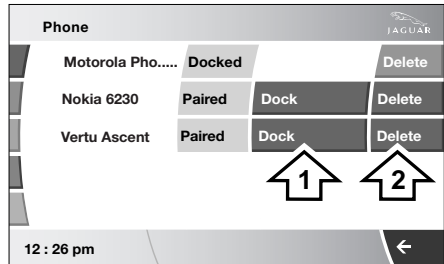 Phone
JAGUAR
Motorola Pho..... Docked Delete
Nokia 6230 Paired Dock Delete
Vertu Ascent Paired Dock Delete
1 2
12 : 26 pm